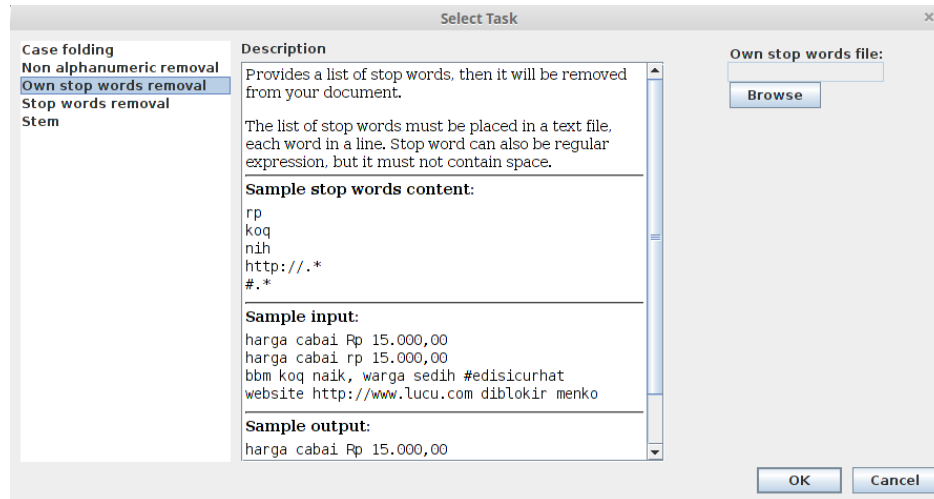 Select Task
Case folding
Non alphanumeric removal
Own stop words removal
Stop words removal
Stem
Description
Provides a list of stop words, then it will be removed
from your document.
The list of stop words must be placed in a text file,
each word in a line. Stop word can also be regular
expression, but it must not contain space.
Sample stop words content:
rp
koq
nih
http://.*
#.*
Sample input:
harga cabai Rp 15.000,00
harga cabai rp 15.000,00
bbm koq naik, warga sedih #edisicurhat
website http://www.lucu.com diblokir menko
Sample output:
harga cabai Rp 15.000,00
Own stop words file:
Browse
OK
Cancel